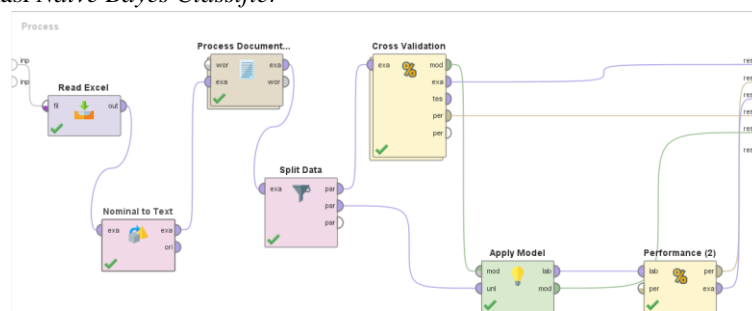 Naive Bayes Classifier
Process
inp
inp
Read Excel
fil
out
Nominal to Text
exa
exa
ori
Process Document...
wor
exa
exa
wor
Split Data
exa
par
par
par
Cross Validation
exa
mod
exa
tes
per
per
Apply Model
mod
lab
unl
mod
Performance (2)
lab
per
per
exa
res
res
res
res
res
res